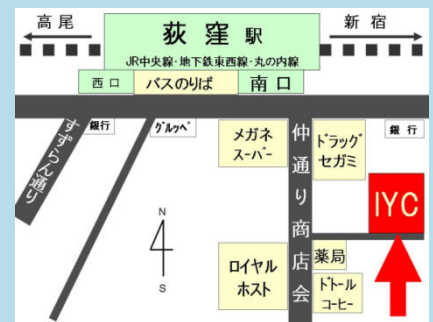 高尾
新宿
荻窪駅
JR中央線・地下鉄東西線・丸の内線
西口
バスのりば
南口
すずらん通り
銀行
グルッペ
メガネ
スーパー
仲通り商店会
ドラッグ
セガミ
銀行
IYC
N
S
ロイヤル
ホスト
薬局
ドトール
コーヒー